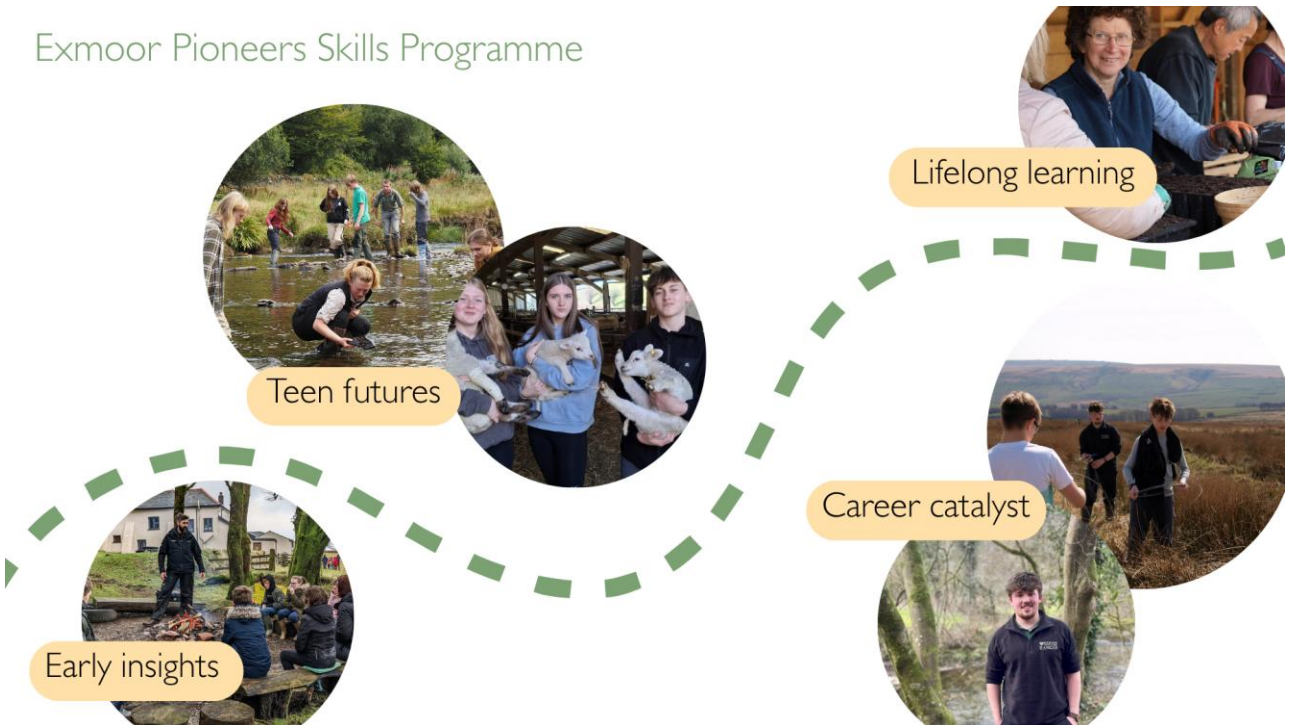 Exmoor Pioneers Skills Programme
Lifelong learning
Teen futures
Career catalyst
Early insights